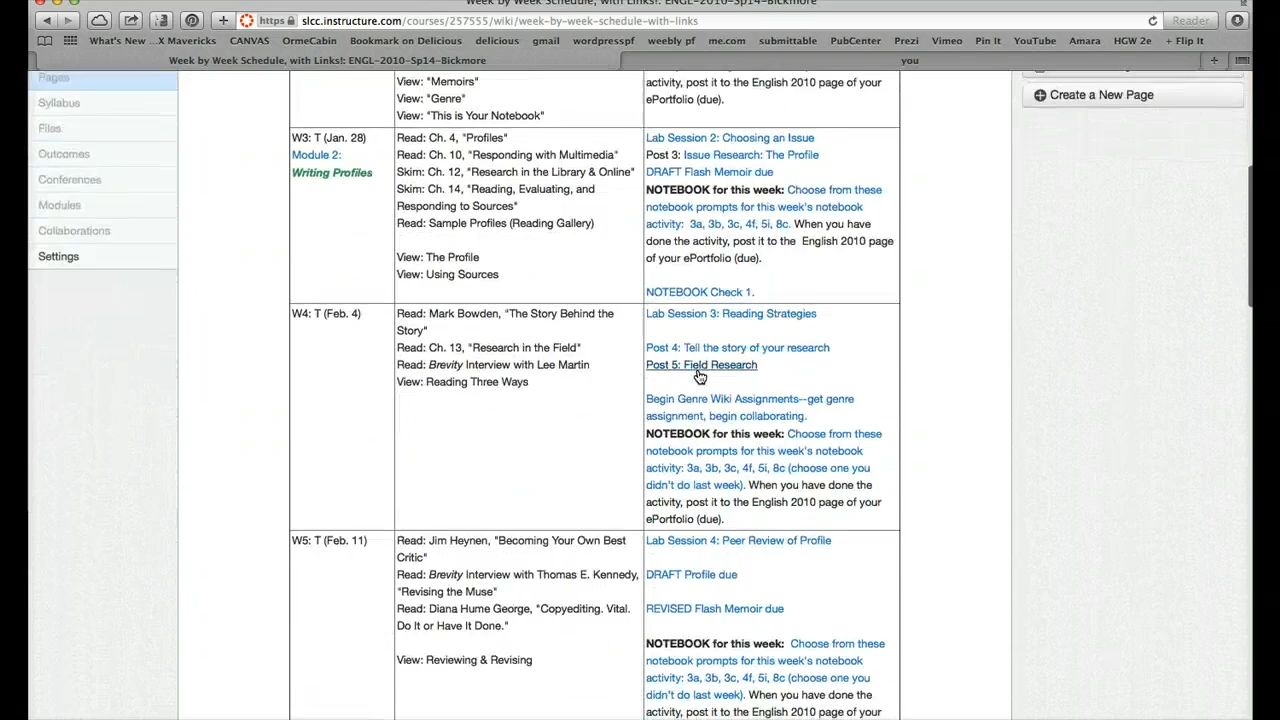 Week by Week Schedule, with Links!: ENGL-2010-Sp14-Bickmore
https slcc.instructure.com/courses/257555/wiki/week-by-week-schedule-with-links
Reader
What's New ...X Mavericks CANVAS OrmeCabin Bookmark on Delicious delicious gmail wordpresspf weebly pf me.com submittable PubCenter Prezi Vimeo Pin It YouTube Amara HGW 2e + Flip It
Week by Week Schedule, with Links!: ENGL-2010-Sp14-Bickmore
you
Pages
Syllabus
Files
Outcomes
Conferences
Modules
Collaborations
Settings
View: "Memoirs"
View: "Genre"
View: "This is Your Notebook"
activity, post it to the English 2010 page of your
ePortfolio (due).
W3: T (Jan. 28)
Module 2:
Writing Profiles
Read: Ch. 4, "Profiles"
Read: Ch. 10, "Responding with Multimedia"
Skim: Ch. 12, "Research in the Library & Online"
Skim: Ch. 14, "Reading, Evaluating, and
Responding to Sources"
Read: Sample Profiles (Reading Gallery)
View: The Profile
View: Using Sources
Lab Session 2: Choosing an Issue
Post 3: Issue Research: The Profile
DRAFT Flash Memoir due
NOTEBOOK for this week: Choose from these
notebook prompts for this week's notebook
activity: 3a, 3b, 3c, 4f, 5i, 8c. When you have
done the activity, post it to the English 2010 page
of your ePortfolio (due).
NOTEBOOK Check 1.
W4: T (Feb. 4)
Read: Mark Bowden, "The Story Behind the
Story"
Read: Ch. 13, "Research in the Field"
Read: Brevity Interview with Lee Martin
View: Reading Three Ways
Lab Session 3: Reading Strategies
Post 4: Tell the story of your research
Post 5: Field Research
Begin Genre Wiki Assignments--get genre
assignment, begin collaborating.
NOTEBOOK for this week: Choose from these
notebook prompts for this week's notebook
activity: 3a, 3b, 3c, 4f, 5i, 8c (choose one you
didn't do last week). When you have done the
activity, post it to the English 2010 page of your
ePortfolio (due).
W5: T (Feb. 11)
Read: Jim Heynen, "Becoming Your Own Best
Critic"
Read: Brevity Interview with Thomas E. Kennedy,
"Revising the Muse"
Read: Diana Hume George, "Copyediting. Vital.
Do It or Have It Done."
View: Reviewing & Revising
Lab Session 4: Peer Review of Profile
DRAFT Profile due
REVISED Flash Memoir due
NOTEBOOK for this week: Choose from these
notebook prompts for this week's notebook
activity: 3a, 3b, 3c, 4f, 5i, 8c (choose one you
didn't do last week). When you have done the
activity, post it to the English 2010 page of your
Create a New Page